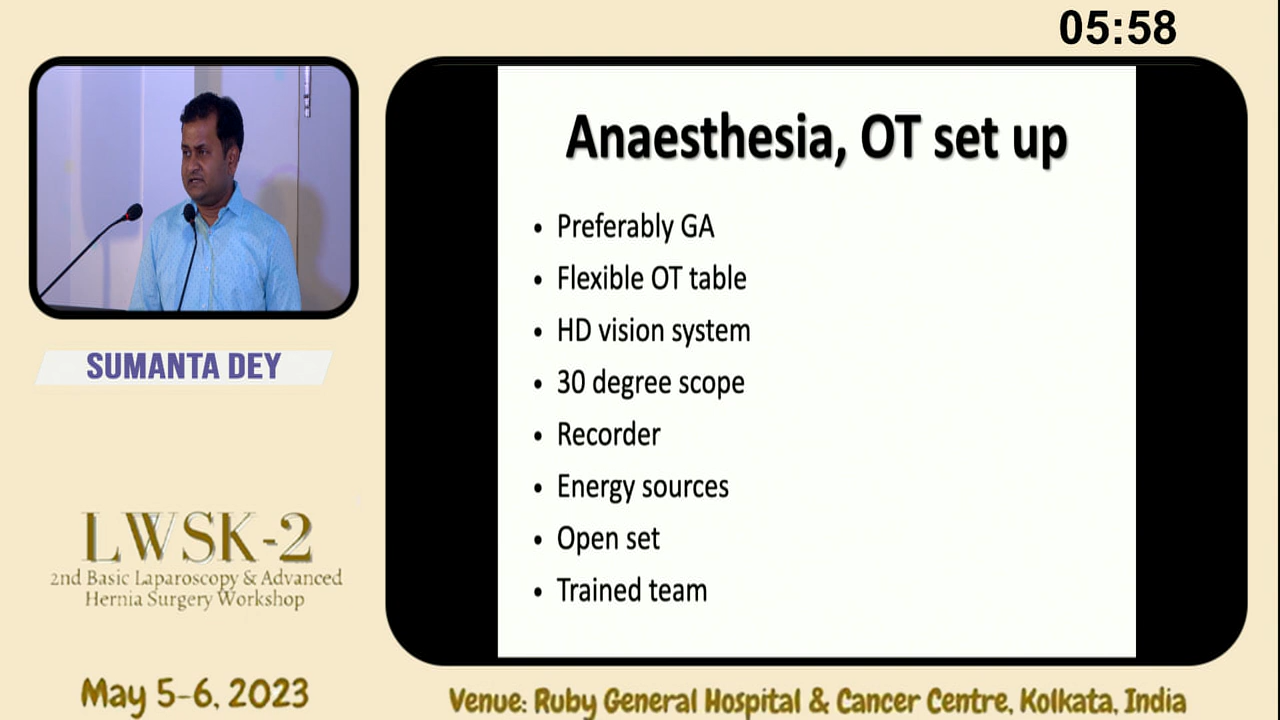 05:58
Anaesthesia, OT set up
• Preferably GA
• Flexible OT table
• HD vision system
• 30 degree scope
• Recorder
• Energy sources
• Open set
• Trained team
SUMANTA DEY
LWSK-2
2nd Basic Laparoscopy & Advanced
Hernia Surgery Workshop
May 5-6, 2023
Venue: Ruby General Hospital & Cancer Centre, Kolkata, India